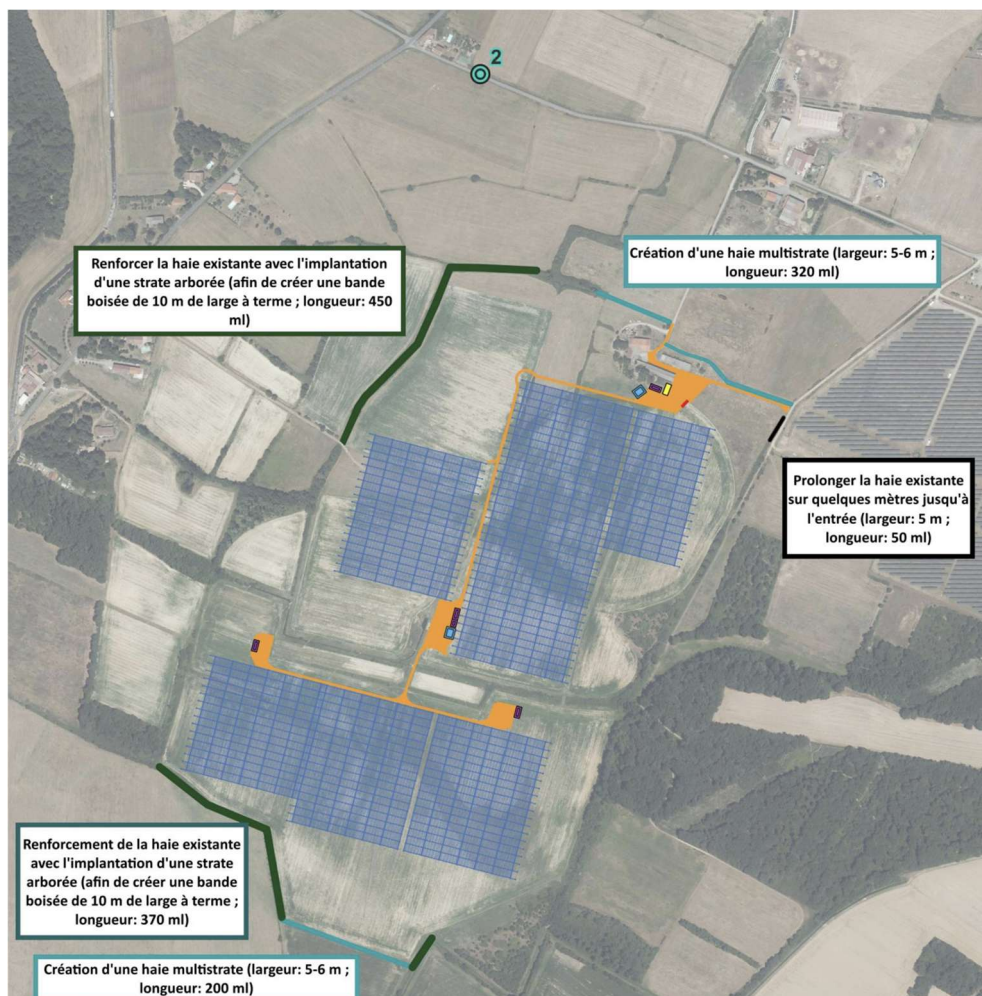 2
Renforcer la haie existante avec l'implantation
d'une strate arborée (afin de créer une bande
boisée de 10 m de large à terme ; longueur: 450
ml)
Création d'une haie multistrate (largeur: 5-6 m ;
longueur: 320 ml)
Prolonger la haie existante
sur quelques mètres jusqu'à
l'entrée (largeur: 5 m ;
longueur: 50 ml)
Renforcement de la haie existante
avec l'implantation d'une strate
arborée (afin de créer une bande
boisée de 10 m de large à terme ;
longueur: 370 ml)
Création d'une haie multistrate (largeur: 5-6 m ;
longueur: 200 ml)